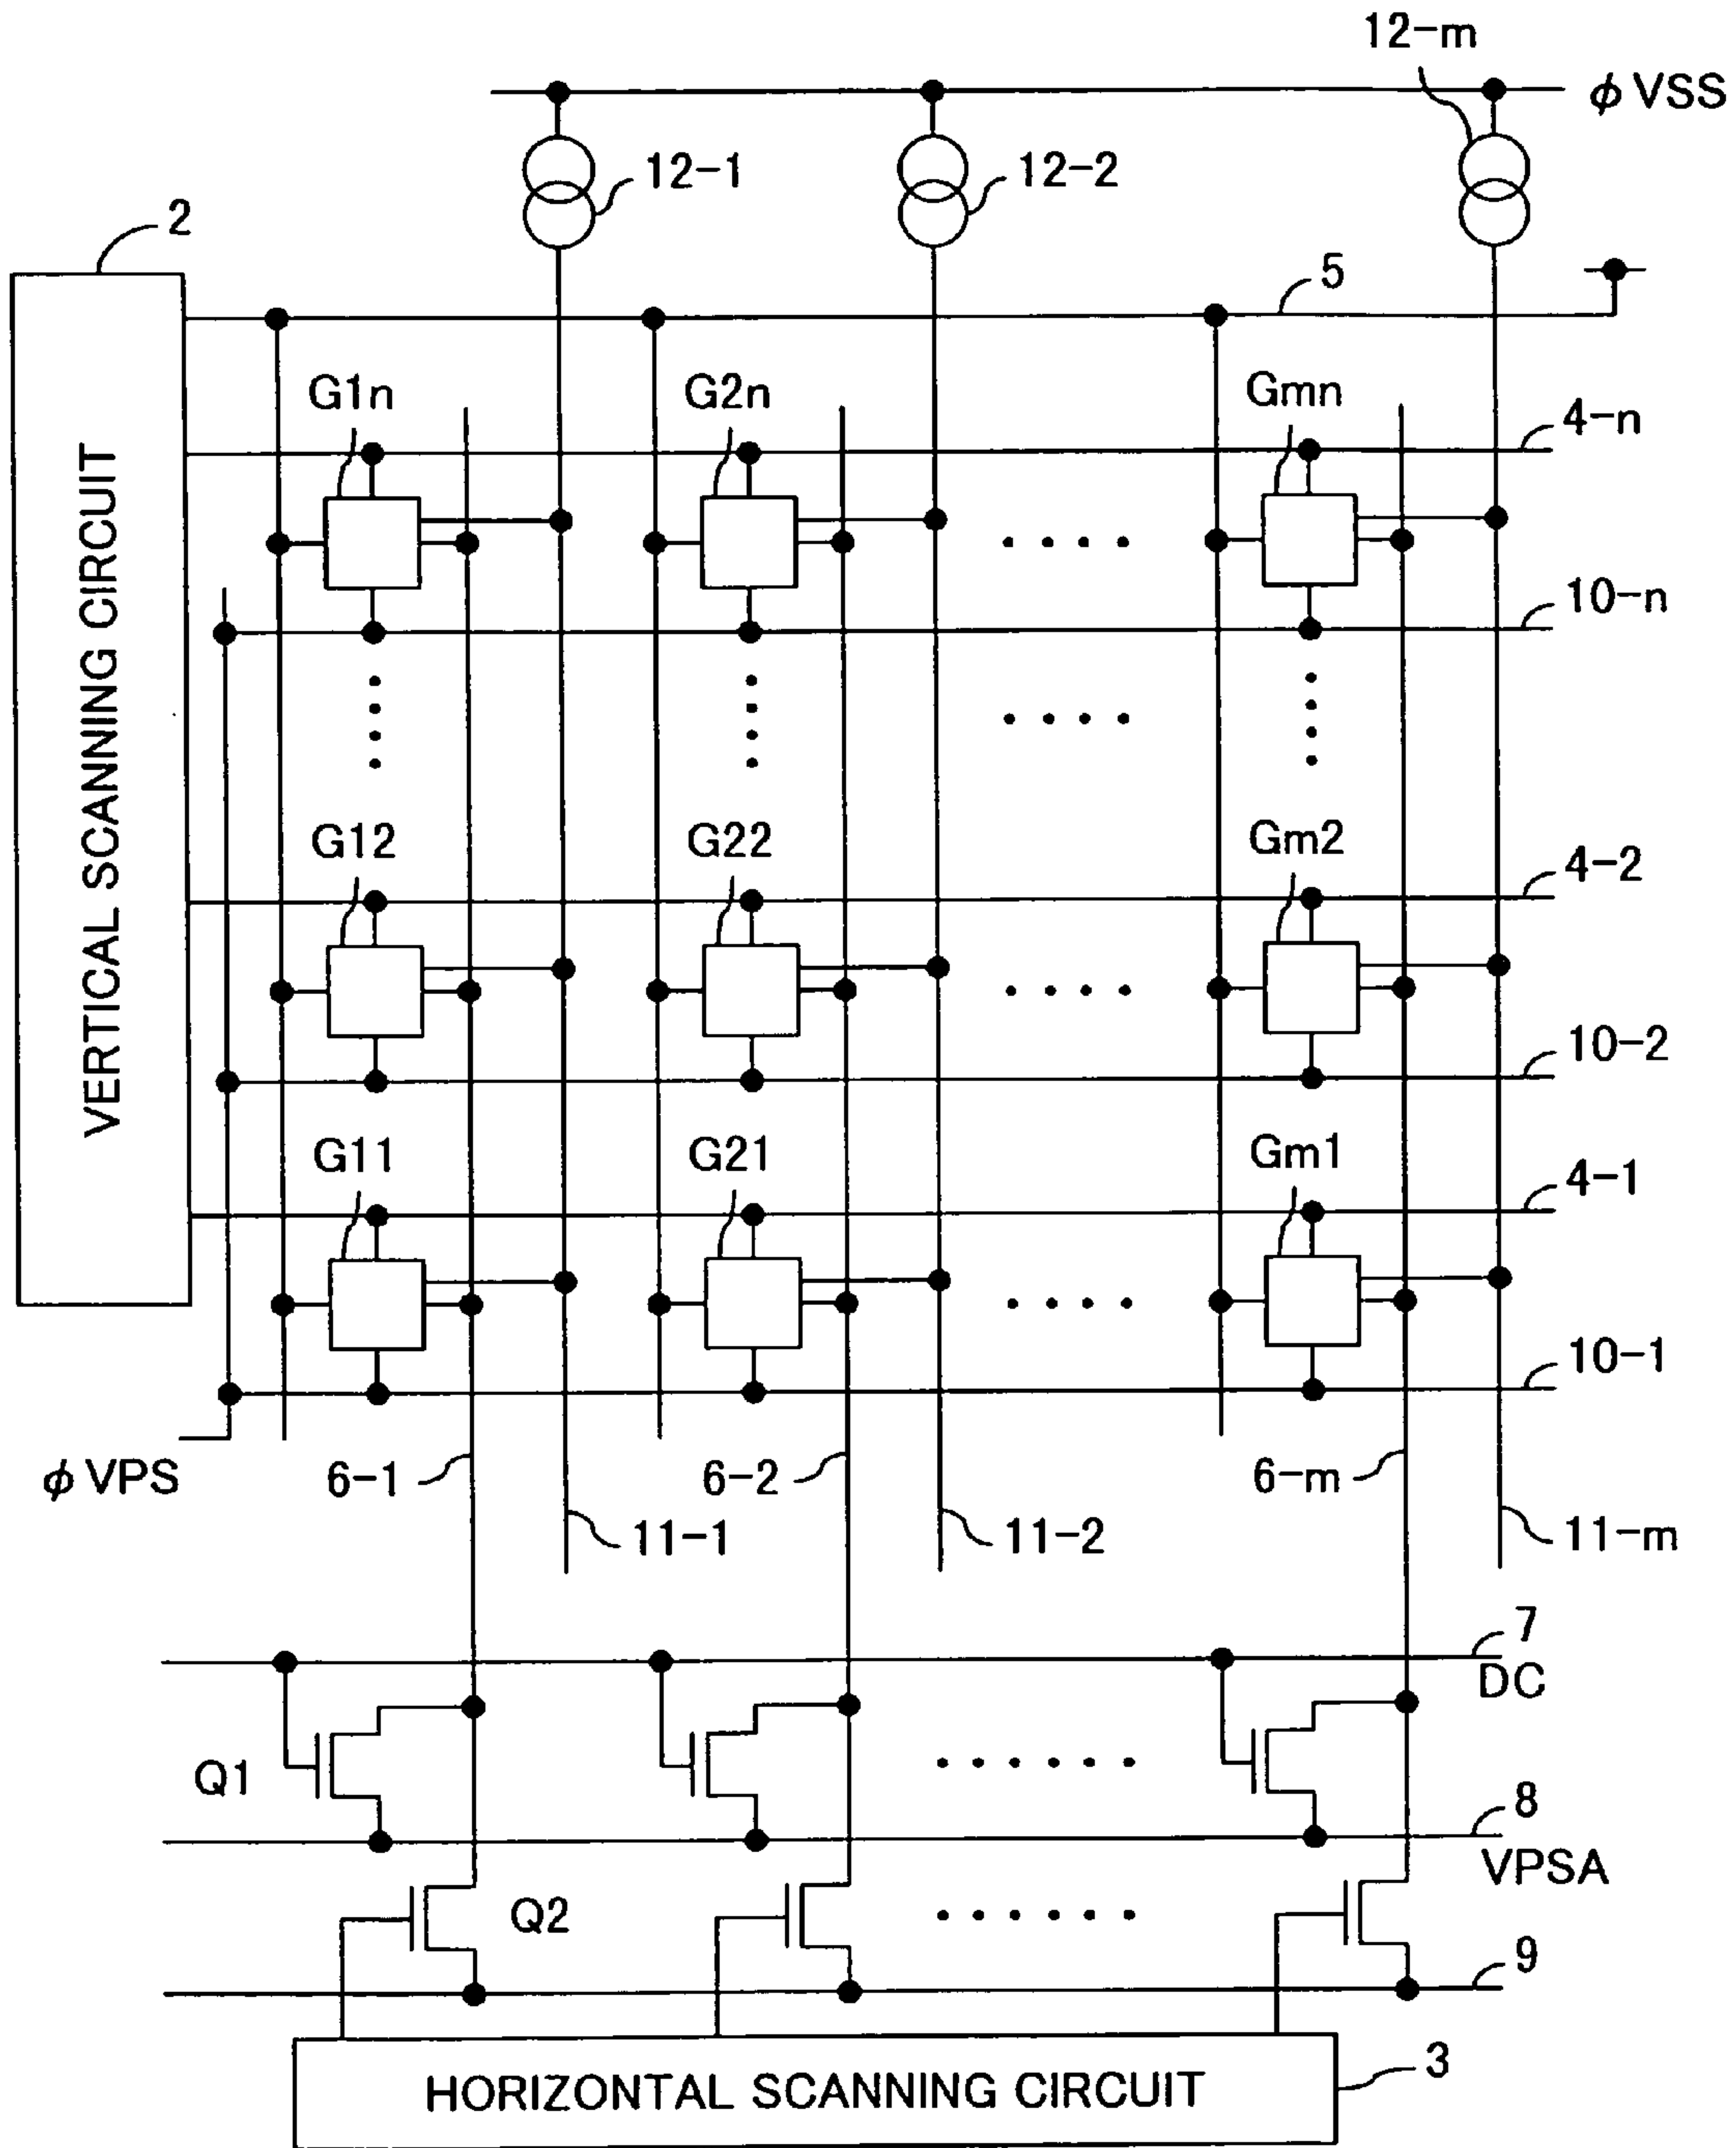 12-m
ϕ VSS
12-1
12-2
2
5
G1n
G2n
Gmn
4-n
VERTICAL SCANNING CIRCUIT
10-n
G12
G22
Gm2
4-2
10-2
G11
G21
Gm1
4-1
10-1
ϕ VPS
6-1
6-2
6-m
11-1
11-2
11-m
7
DC
Q1
8
VPSA
Q2
9
3
HORIZONTAL SCANNING CIRCUIT